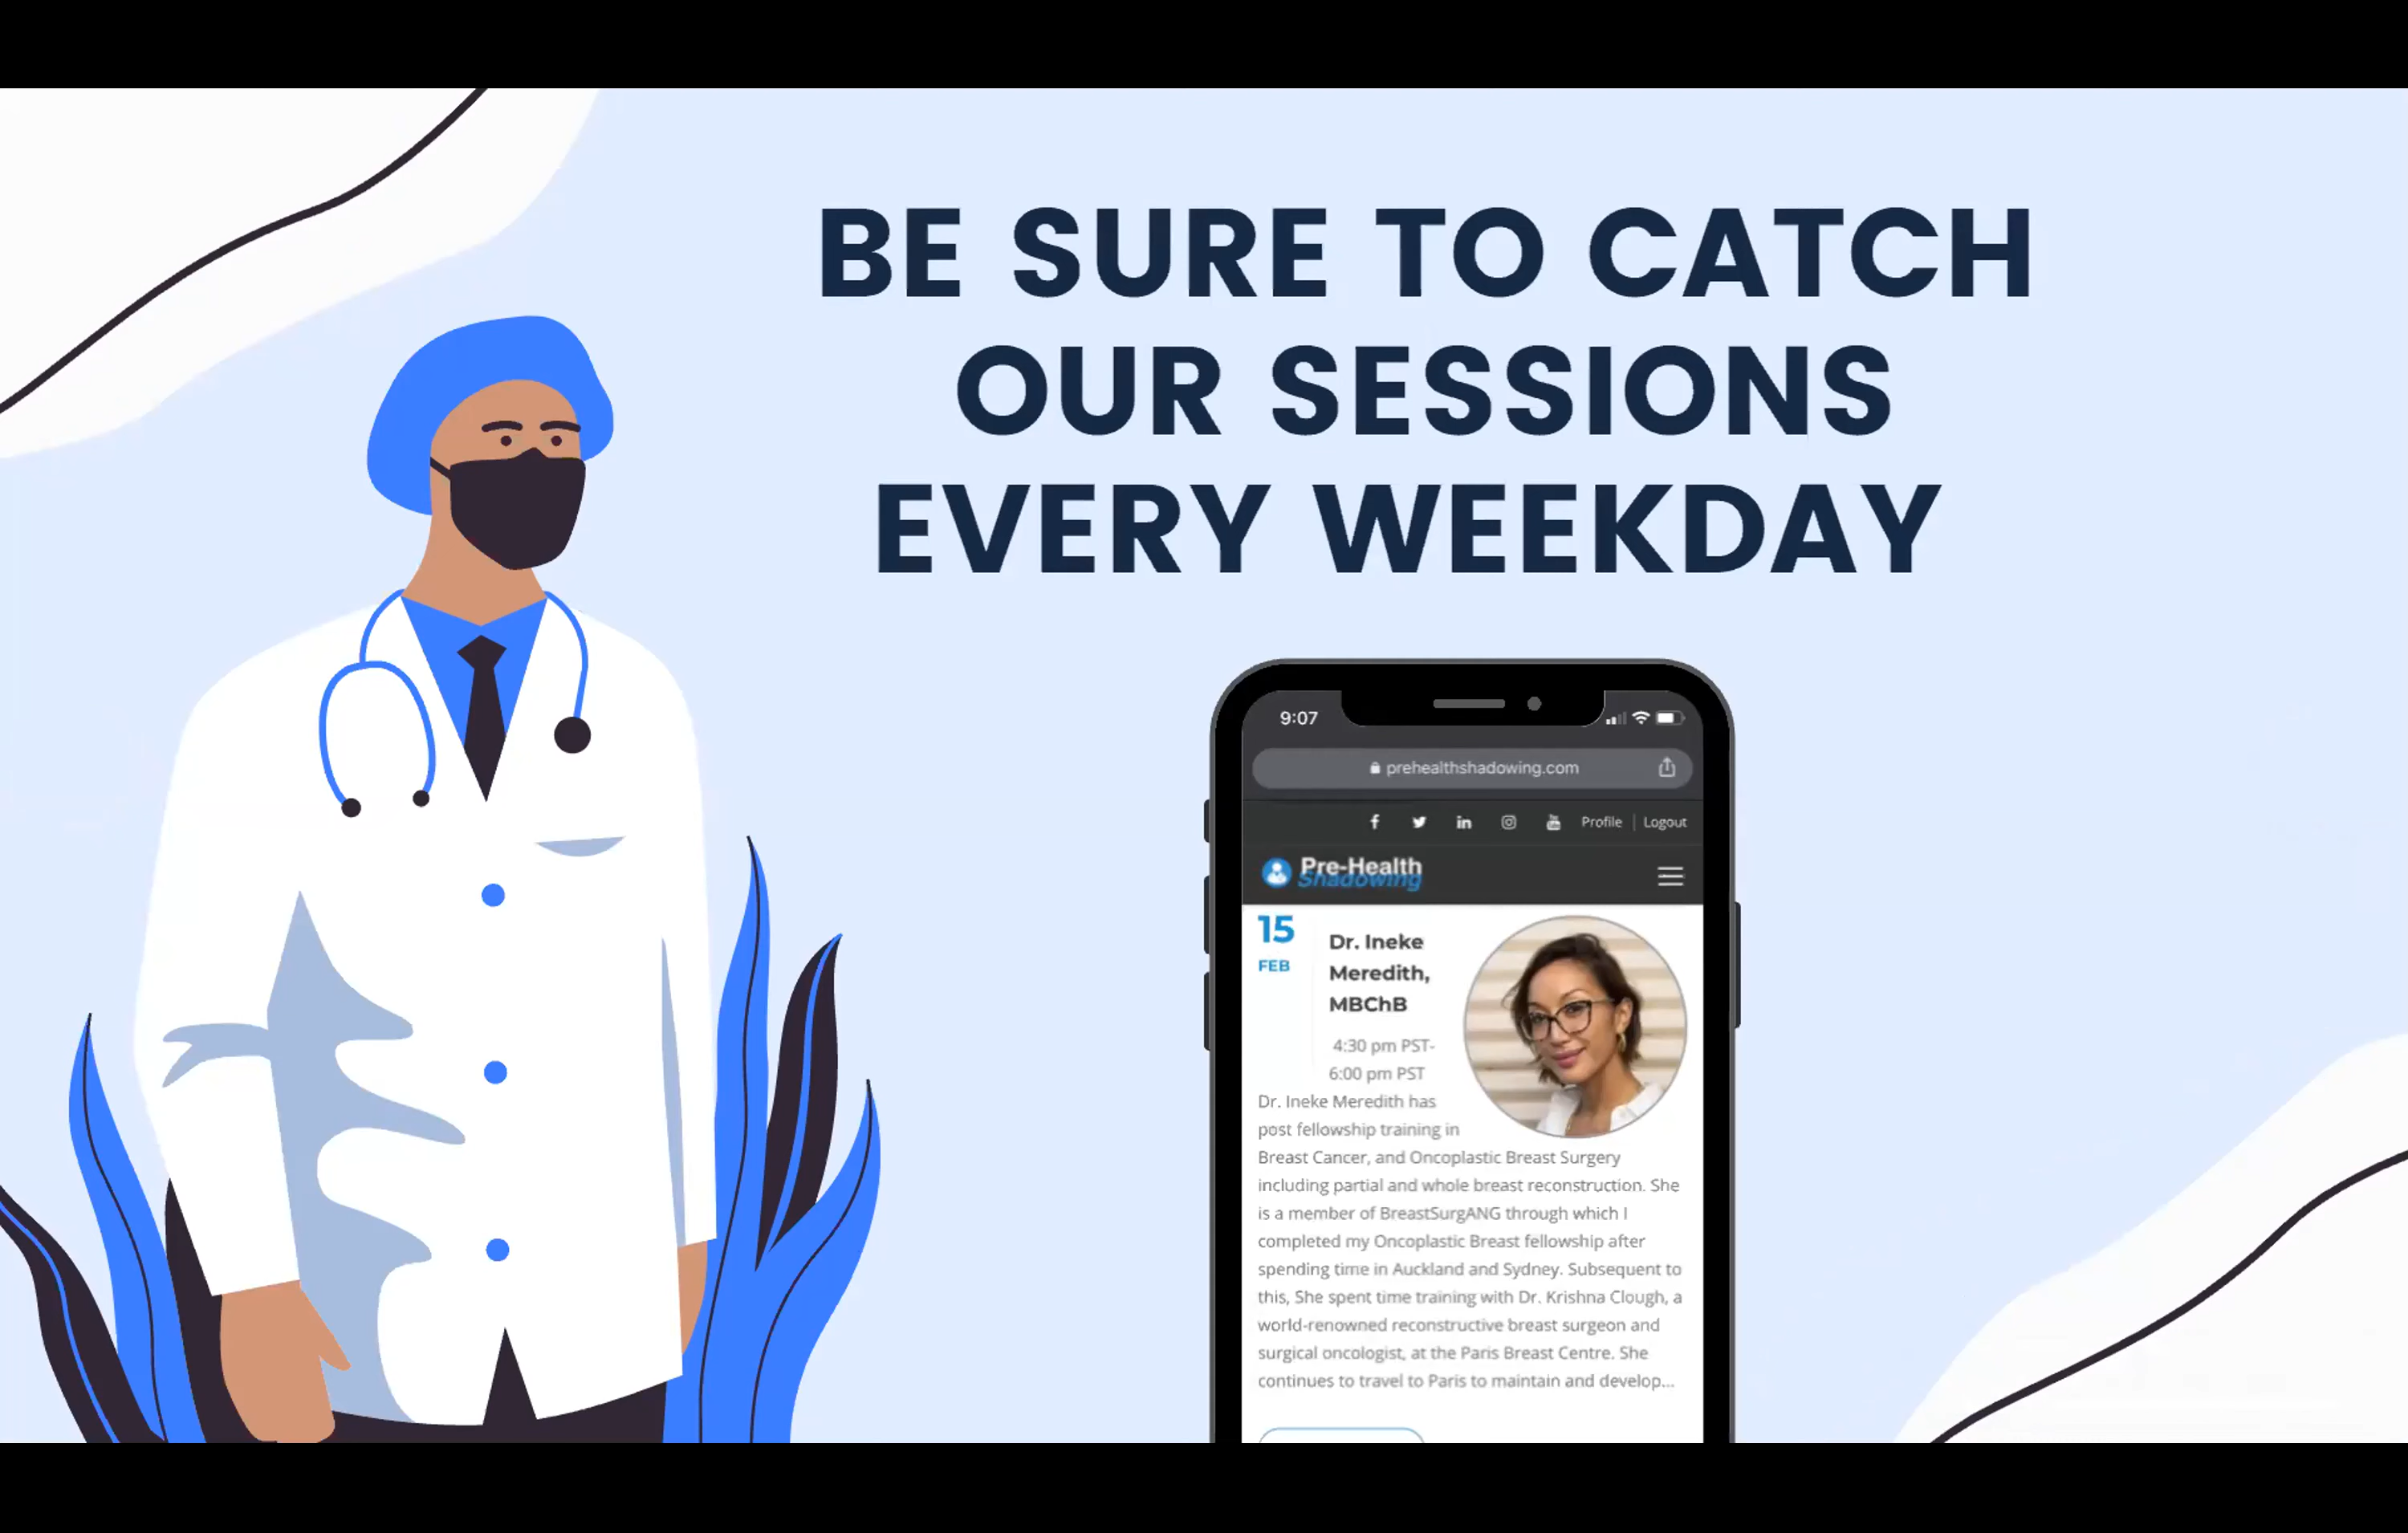 BE SURE TO CATCH
OUR SESSIONS
EVERY WEEKDAY
9:07
prehealthshadowing.com
Profile | Logout
Pre-Health
Shadowing
15
FEB
Dr. Ineke
Meredith,
MBChB
4:30 pm PST-
6:00 pm PST
Dr. Ineke Meredith has
post fellowship training in
Breast Cancer, and Oncoplastic Breast Surgery
including partial and whole breast reconstruction. She
is a member of BreastSurgANG through which I
completed my Oncoplastic Breast fellowship after
spending time in Auckland and Sydney. Subsequent to
this, She spent time training with Dr. Krishna Clough, a
world-renowned reconstructive breast surgeon and
surgical oncologist, at the Paris Breast Centre. She
continues to travel to Paris to maintain and develop...